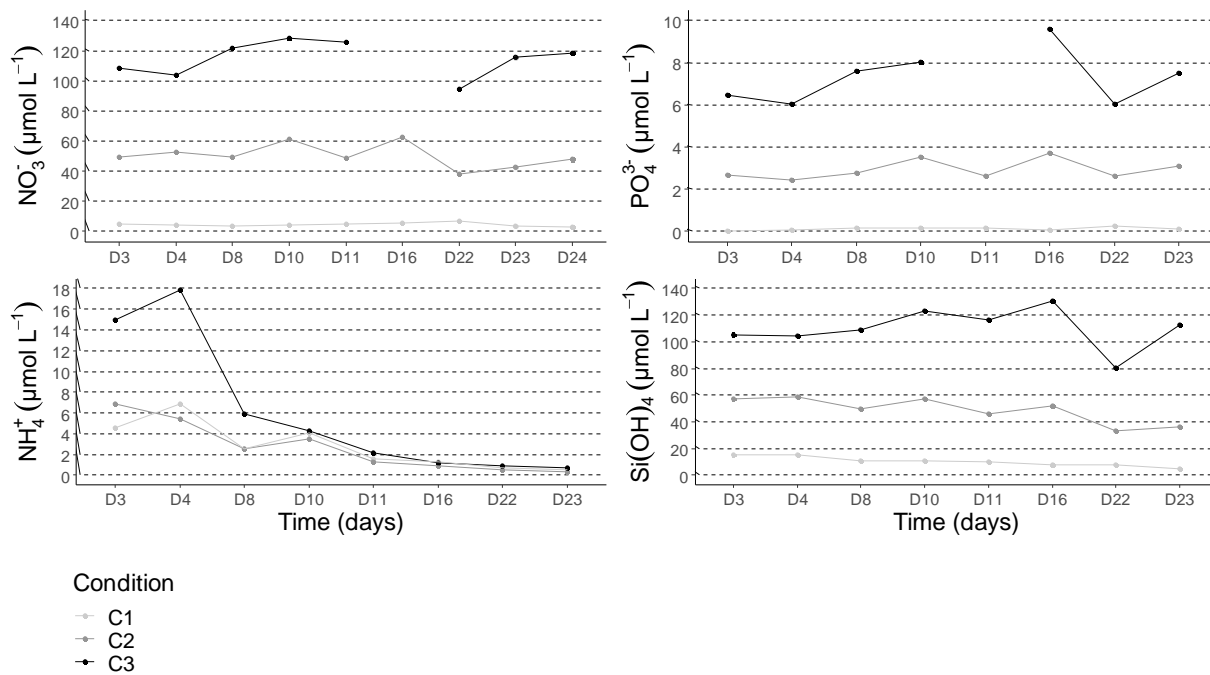 NO₃⁻ (µmol L⁻¹)
140
120
100
80
60
40
20
0
D3 D4 D8 D10 D11 D16 D22 D23 D24
PO₄³⁻ (µmol L⁻¹)
10
8
6
4
2
0
D3 D4 D8 D10 D11 D16 D22 D23
NH₄⁺ (µmol L⁻¹)
18
16
14
12
10
8
6
4
2
0
D3 D4 D8 D10 D11 D16 D22 D23
Time (days)
Si(OH)₄ (µmol L⁻¹)
140
120
100
80
60
40
20
0
D3 D4 D8 D10 D11 D16 D22 D23
Time (days)
Condition
C1
C2
C3